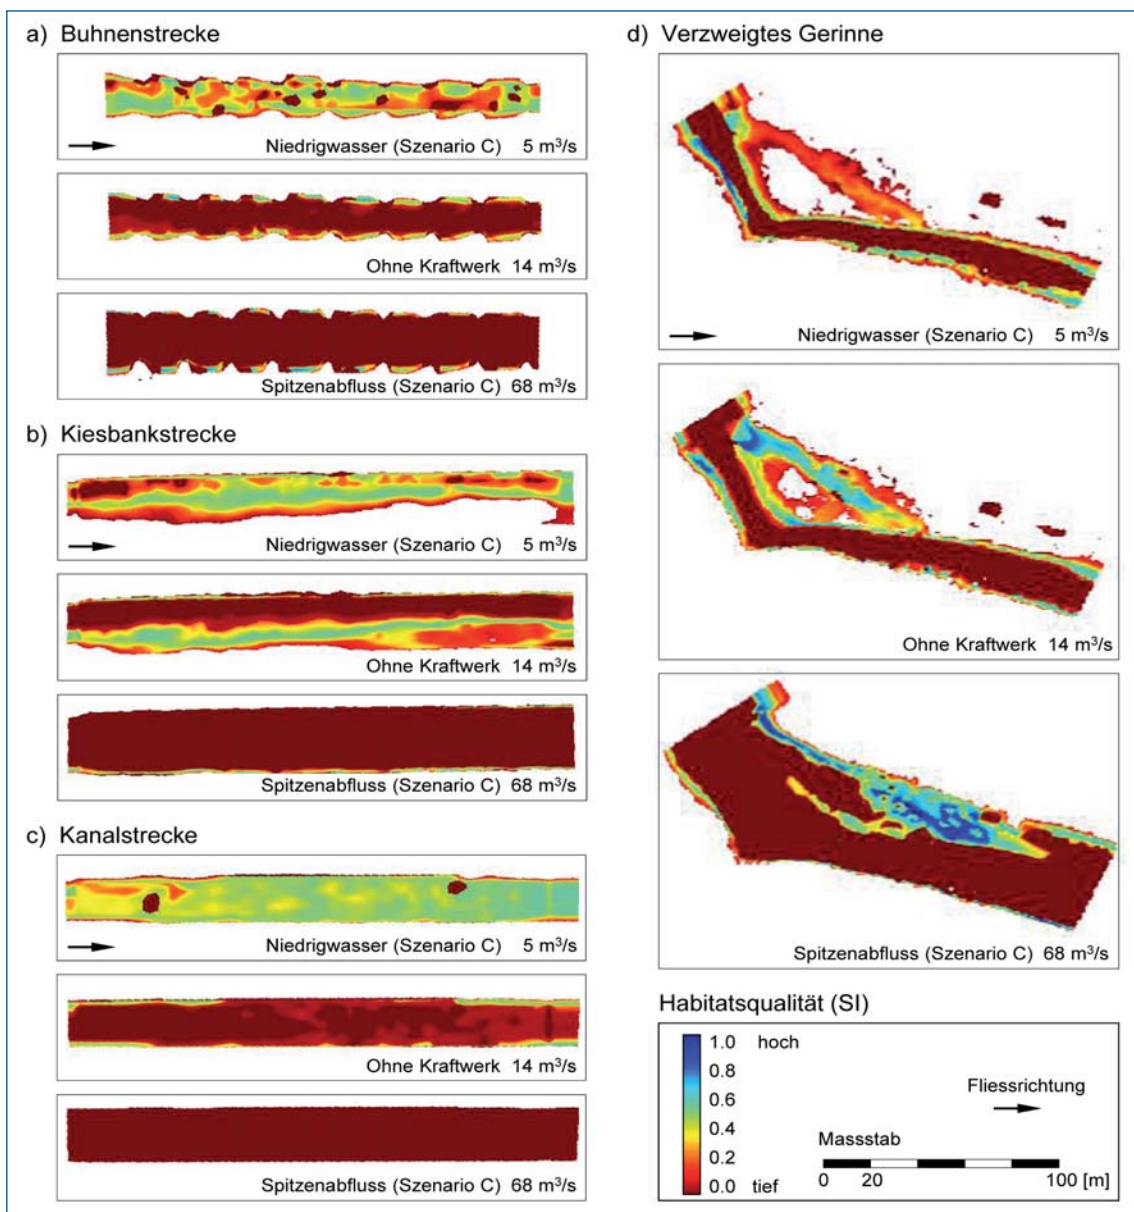 a) Buhnenstrecke
Niedrigwasser (Szenario C) 5 m³/s
Ohne Kraftwerk 14 m³/s
Spitzenabfluss (Szenario C) 68 m³/s
b) Kiesbankstrecke
Niedrigwasser (Szenario C) 5 m³/s
Ohne Kraftwerk 14 m³/s
Spitzenabfluss (Szenario C) 68 m³/s
c) Kanalstrecke
Niedrigwasser (Szenario C) 5 m³/s
Ohne Kraftwerk 14 m³/s
Spitzenabfluss (Szenario C) 68 m³/s
d) Verzweigtes Gerinne
Niedrigwasser (Szenario C) 5 m³/s
Ohne Kraftwerk 14 m³/s
Spitzenabfluss (Szenario C) 68 m³/s
Habitatsqualität (SI)
1.0 hoch
0.8
0.6
0.4
0.2
0.0 tief
Fliessrichtung
Massstab
0 20 100 [m]